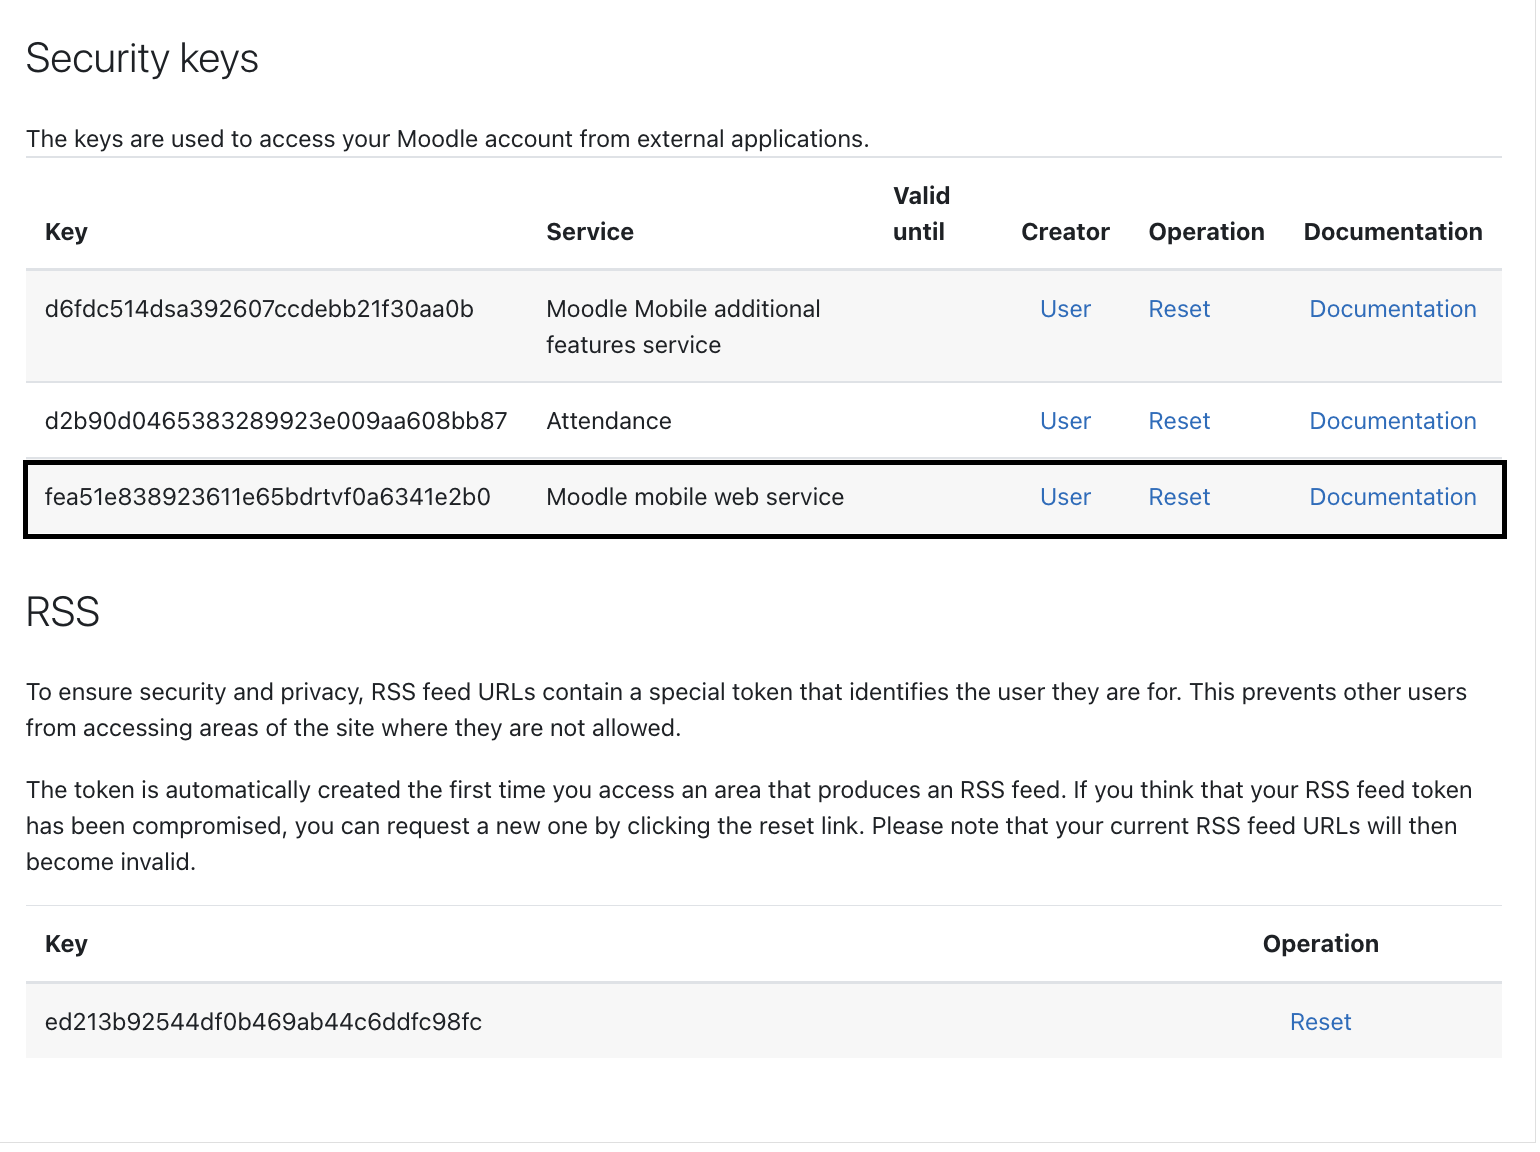 Security keys
The keys are used to access your Moodle account from external applications.
Key Service Valid until Creator Operation Documentation
d6fdc514dsa392607ccdebb21f30aa0b Moodle Mobile additional User Reset Documentation
features service
d2b90d0465383289923e009aa608bb87 Attendance User Reset Documentation
fea51e838923611e65bdrtvf0a6341e2b0 Moodle mobile web service User Reset Documentation
RSS
To ensure security and privacy, RSS feed URLs contain a special token that identifies the user they are for. This prevents other users
from accessing areas of the site where they are not allowed.
The token is automatically created the first time you access an area that produces an RSS feed. If you think that your RSS feed token
has been compromised, you can request a new one by clicking the reset link. Please note that your current RSS feed URLs will then
become invalid.
Key Operation
ed213b92544df0b469ab44c6ddfc98fc Reset